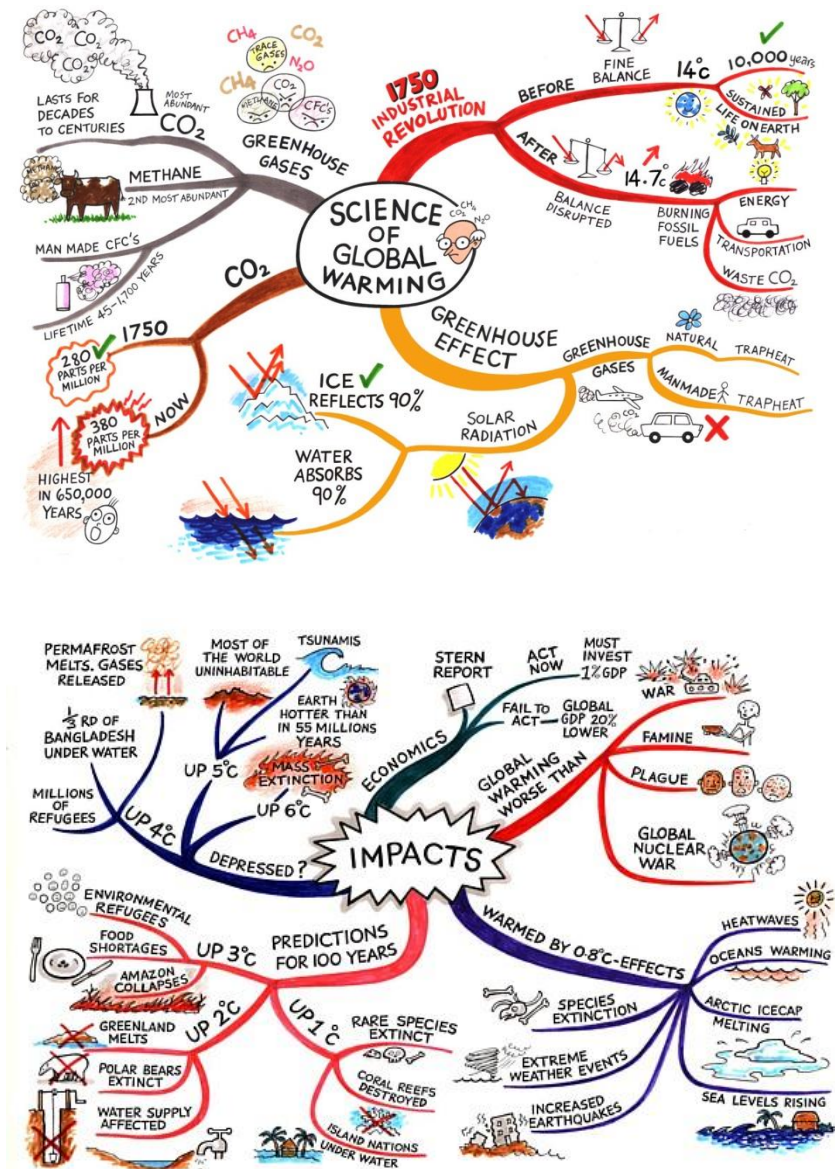 SCIENCE
OF
GLOBAL
WARMING
CH4
CO2
N2O
GREENHOUSE
GASES
CH4
CO2
TRACE
GASES
N2O
CH4
CO2
METHANE
CFC's
CO2
CO2
CO2
LASTS FOR
DECADES
TO CENTURIES
MOST
ABUNDANT
CO2
METHANE
METHANE
2ND MOST ABUNDANT
MAN MADE CFC'S
LIFETIME 45-1,700 YEARS
1750
INDUSTRIAL
REVOLUTION
BEFORE
FINE
BALANCE
14°C
10,000 years
SUSTAINED
LIFE ON EARTH
AFTER
BALANCE
DISRUPTED
14.7°C
BURNING
FOSSIL
FUELS
ENERGY
TRANSPORTATION
WASTE CO2
CO2
1750
280
PARTS PER
MILLION
NOW
380
PARTS PER
MILLION
HIGHEST
IN 650,000
YEARS
GREENHOUSE
EFFECT
GREENHOUSE
GASES
NATURAL TRAPHEAT
MANMADE TRAPHEAT
CO2
SOLAR
RADIATION
ICE
REFLECTS 90%
WATER
ABSORBS
90%
IMPACTS
ECONOMICS
STERN
REPORT
ACT
NOW
MUST
INVEST
1% GDP
FAIL TO
ACT
GLOBAL
GDP 20%
LOWER
GLOBAL
WARMING
WORSE THAN
WAR
FAMINE
PLAGUE
GLOBAL
NUCLEAR
WAR
WARMED BY 0.8°C-EFFECTS
HEATWAVES
OCEANS WARMING
ARCTIC ICECAP
MELTING
SEA LEVELS RISING
SPECIES
EXTINCTION
EXTREME
WEATHER EVENTS
INCREASED
EARTHQUAKES
PREDICTIONS
FOR 100 YEARS
UP 1°C
RARE SPECIES
EXTINCT
CORAL REEFS
DESTROYED
ISLAND NATIONS
UNDER WATER
UP 2°C
GREENLAND
MELTS
POLAR BEARS
EXTINCT
WATER SUPPLY
AFFECTED
UP 3°C
ENVIRONMENTAL
REFUGEES
FOOD
SHORTAGES
AMAZON
COLLAPSES
DEPRESSED?
UP 4°C
PERMAFROST
MELTS. GASES
RELEASED
1/3 RD OF
BANGLADESH
UNDER WATER
MILLIONS
OF
REFUGEES
UP 5°C
MOST OF
THE WORLD
UNINHABITABLE
TSUNAMIS
EARTH
HOTTER THAN
IN 55 MILLIONS
YEARS
UP 6°C
MASS
EXTINCTION